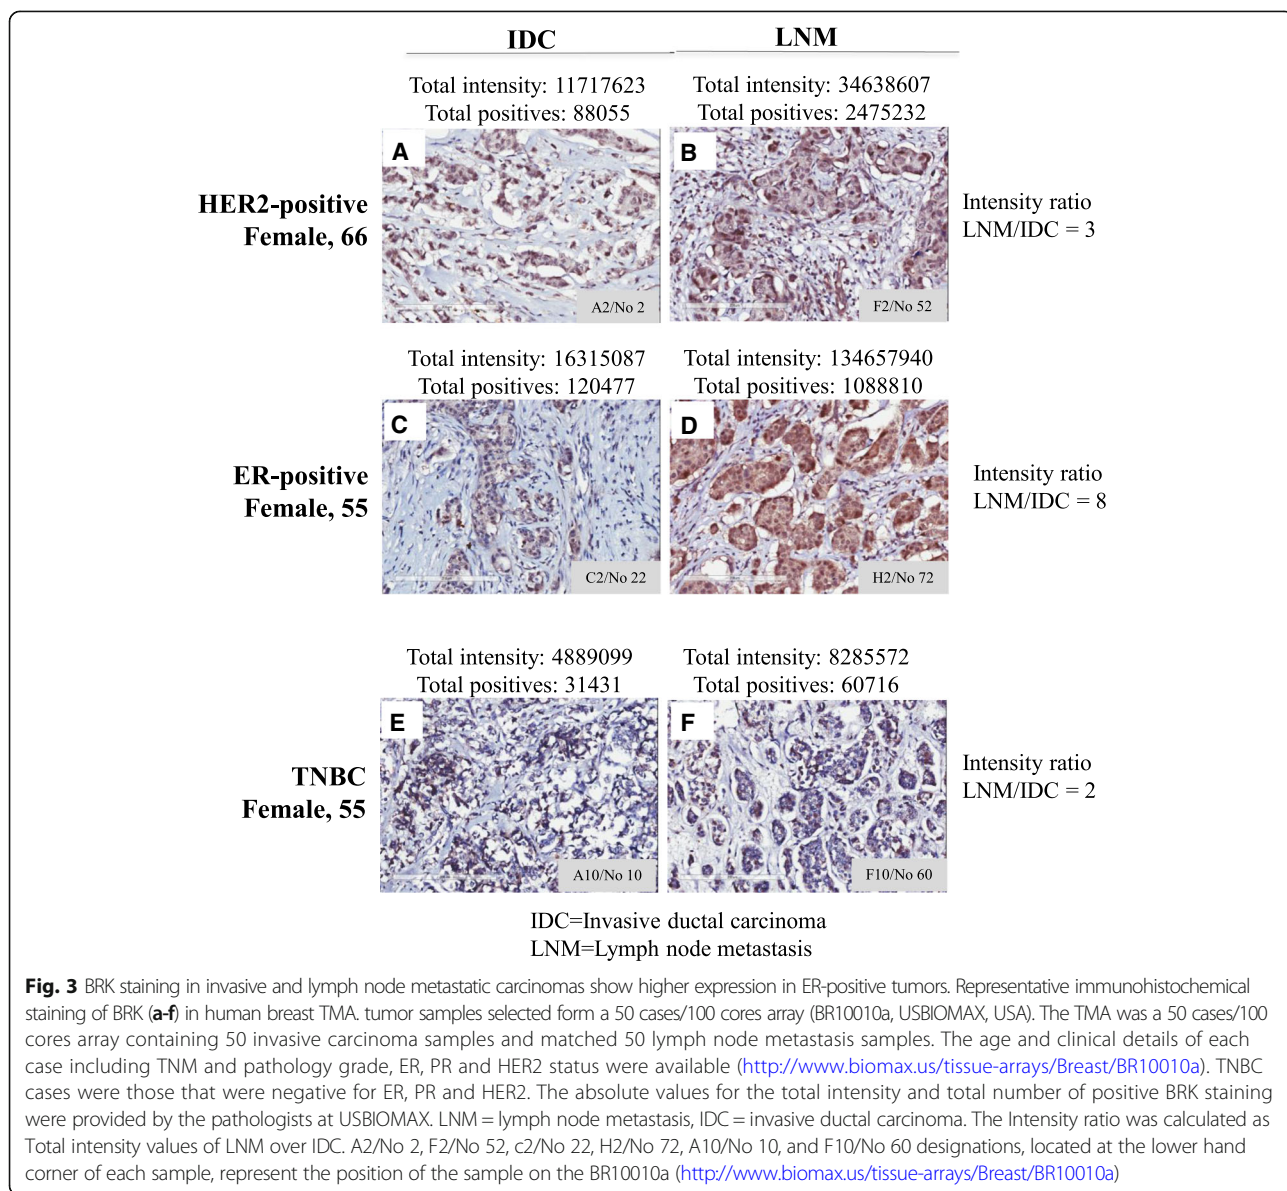 IDC
LNM
Total intensity: 11717623
Total positives: 88055
Total intensity: 34638607
Total positives: 2475232
HER2-positive
Female, 66
A
A2/No 2
B
F2/No 52
Intensity ratio
LNM/IDC = 3
Total intensity: 16315087
Total positives: 120477
Total intensity: 134657940
Total positives: 1088810
ER-positive
Female, 55
C
C2/No 22
D
H2/No 72
Intensity ratio
LNM/IDC = 8
Total intensity: 4889099
Total positives: 31431
Total intensity: 8285572
Total positives: 60716
TNBC
Female, 55
E
A10/No 10
F
F10/No 60
Intensity ratio
LNM/IDC = 2
IDC=Invasive ductal carcinoma
LNM=Lymph node metastasis
Fig. 3 BRK staining in invasive and lymph node metastatic carcinomas show higher expression in ER-positive tumors. Representative immunohistochemical
staining of BRK (a-f) in human breast TMA. tumor samples selected form a 50 cases/100 cores array (BR10010a, USBIOMAX, USA). The TMA was a 50 cases/100
cores array containing 50 invasive carcinoma samples and matched 50 lymph node metastasis samples. The age and clinical details of each
case including TNM and pathology grade, ER, PR and HER2 status were available (http://www.biomax.us/tissue-arrays/Breast/BR10010a). TNBC
cases were those that were negative for ER, PR and HER2. The absolute values for the total intensity and total number of positive BRK staining
were provided by the pathologists at USBIOMAX. LNM = lymph node metastasis, IDC = invasive ductal carcinoma. The Intensity ratio was calculated as
Total intensity values of LNM over IDC. A2/No 2, F2/No 52, c2/No 22, H2/No 72, A10/No 10, and F10/No 60 designations, located at the lower hand
corner of each sample, represent the position of the sample on the BR10010a (http://www.biomax.us/tissue-arrays/Breast/BR10010a)